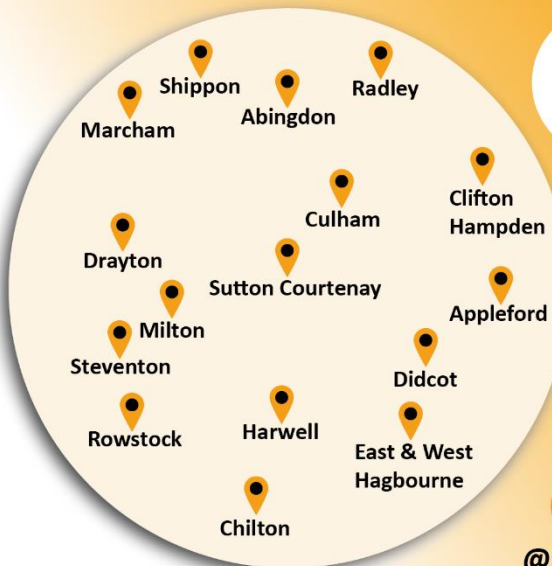 Shippon
Radley
Marcham
Abingdon
Clifton
Hampden
Culham
Drayton
Sutton Courtenay
Appleford
Milton
Steventon
Didcot
Rowstock
Harwell
East & West
Hagbourne
Chilton
@